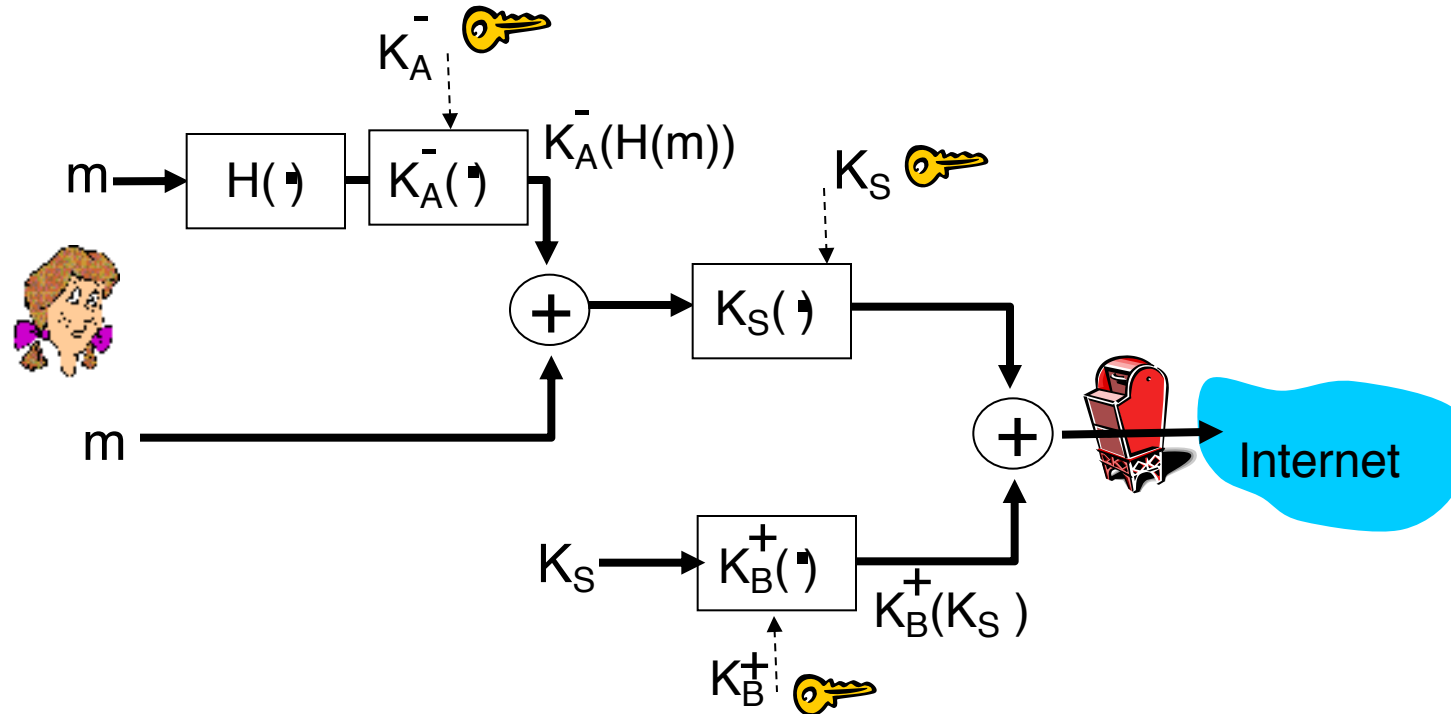 K_A^-
m
H(·)
K_A^-(·)
K_A^-(H(m))
K_S
+
K_S(·)
m
+
Internet
K_S
K_B^+(·)
K_B^+(K_S )
K_B^+